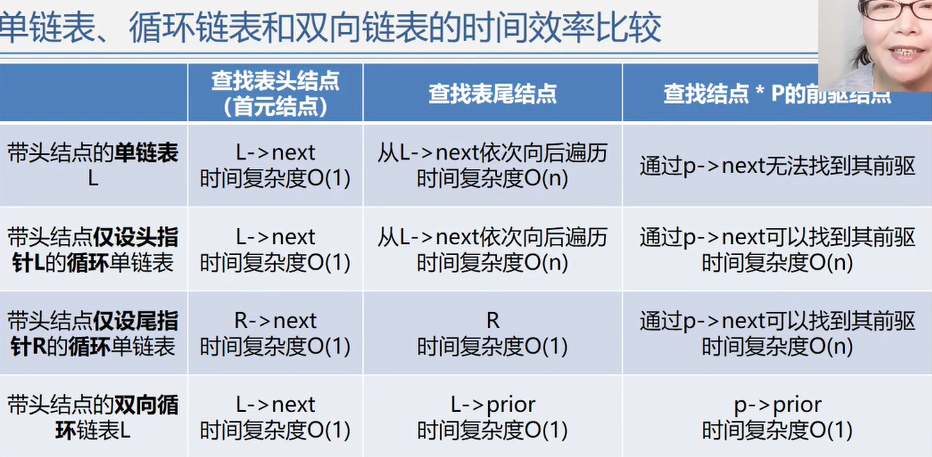 单链表、循环链表和双向链表的时间效率比较
查找表头结点
（首元结点）
查找表尾结点
查找结点 * P的前驱结点
带头结点的单链表
L
L->next
时间复杂度O(1)
从L->next依次向后遍历
时间复杂度O(n)
通过p->next无法找到其前驱
带头结点仅设头指
针L的循环单链表
L->next
时间复杂度O(1)
从L->next依次向后遍历
时间复杂度O(n)
通过p->next可以找到其前驱
时间复杂度O(n)
带头结点仅设尾指
针R的循环单链表
R->next
时间复杂度O(1)
R
时间复杂度O(1)
通过p->next可以找到其前驱
时间复杂度O(n)
带头结点的双向循
环链表L
L->next
时间复杂度O(1)
L->prior
时间复杂度O(1)
p->prior
时间复杂度O(1)